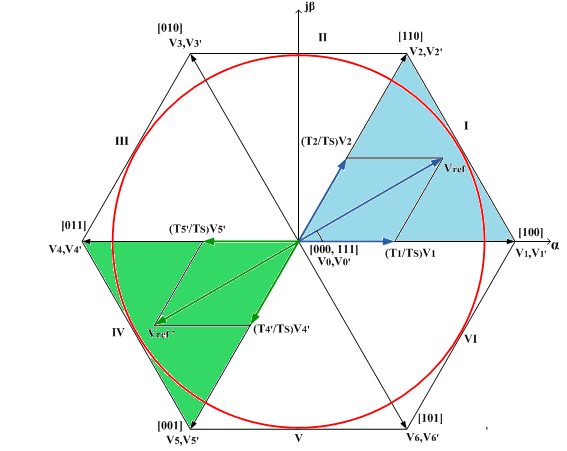 jβ
[010]
V3,V3'
II
[110]
V2,V2'
III
(T2/TS)V2
I
Vref
[011]
V4,V4'
(T5'/TS)V5'
[000, 111]
V0,V0'
(T1/TS)V1
[100]
V1,V1'
α
IV
Vref'
(T4'/TS)V4'
VI
[001]
V5,V5'
V
[101]
V6,V6'